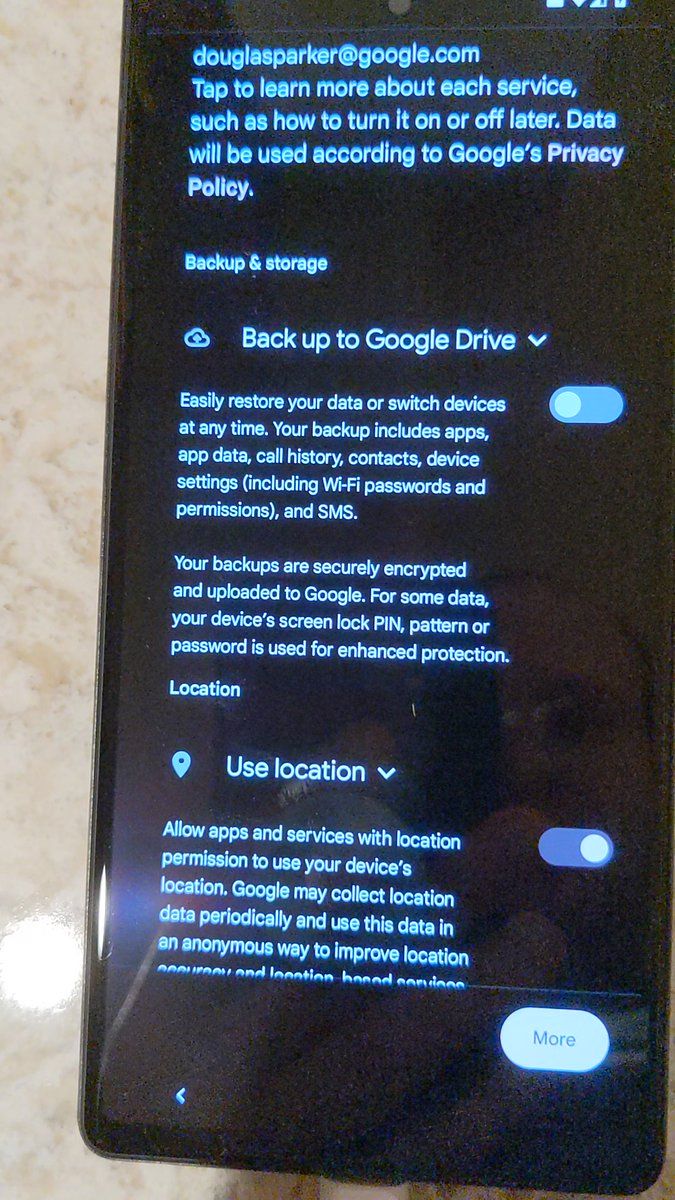 douglasparker@google.com
Tap to learn more about each service,
such as how to turn it on or off later. Data
will be used according to Google's Privacy
Policy.
Backup & storage
Back up to Google Drive
Easily restore your data or switch devices
at any time. Your backup includes apps,
app data, call history, contacts, device
settings (including Wi-Fi passwords and
permissions), and SMS.
Your backups are securely encrypted
and uploaded to Google. For some data,
your device's screen lock PIN, pattern or
password is used for enhanced protection.
Location
Use location
Allow apps and services with location
permission to use your device's
location. Google may collect location
data periodically and use this data in
an anonymous way to improve location
accuracy and location-based services
More